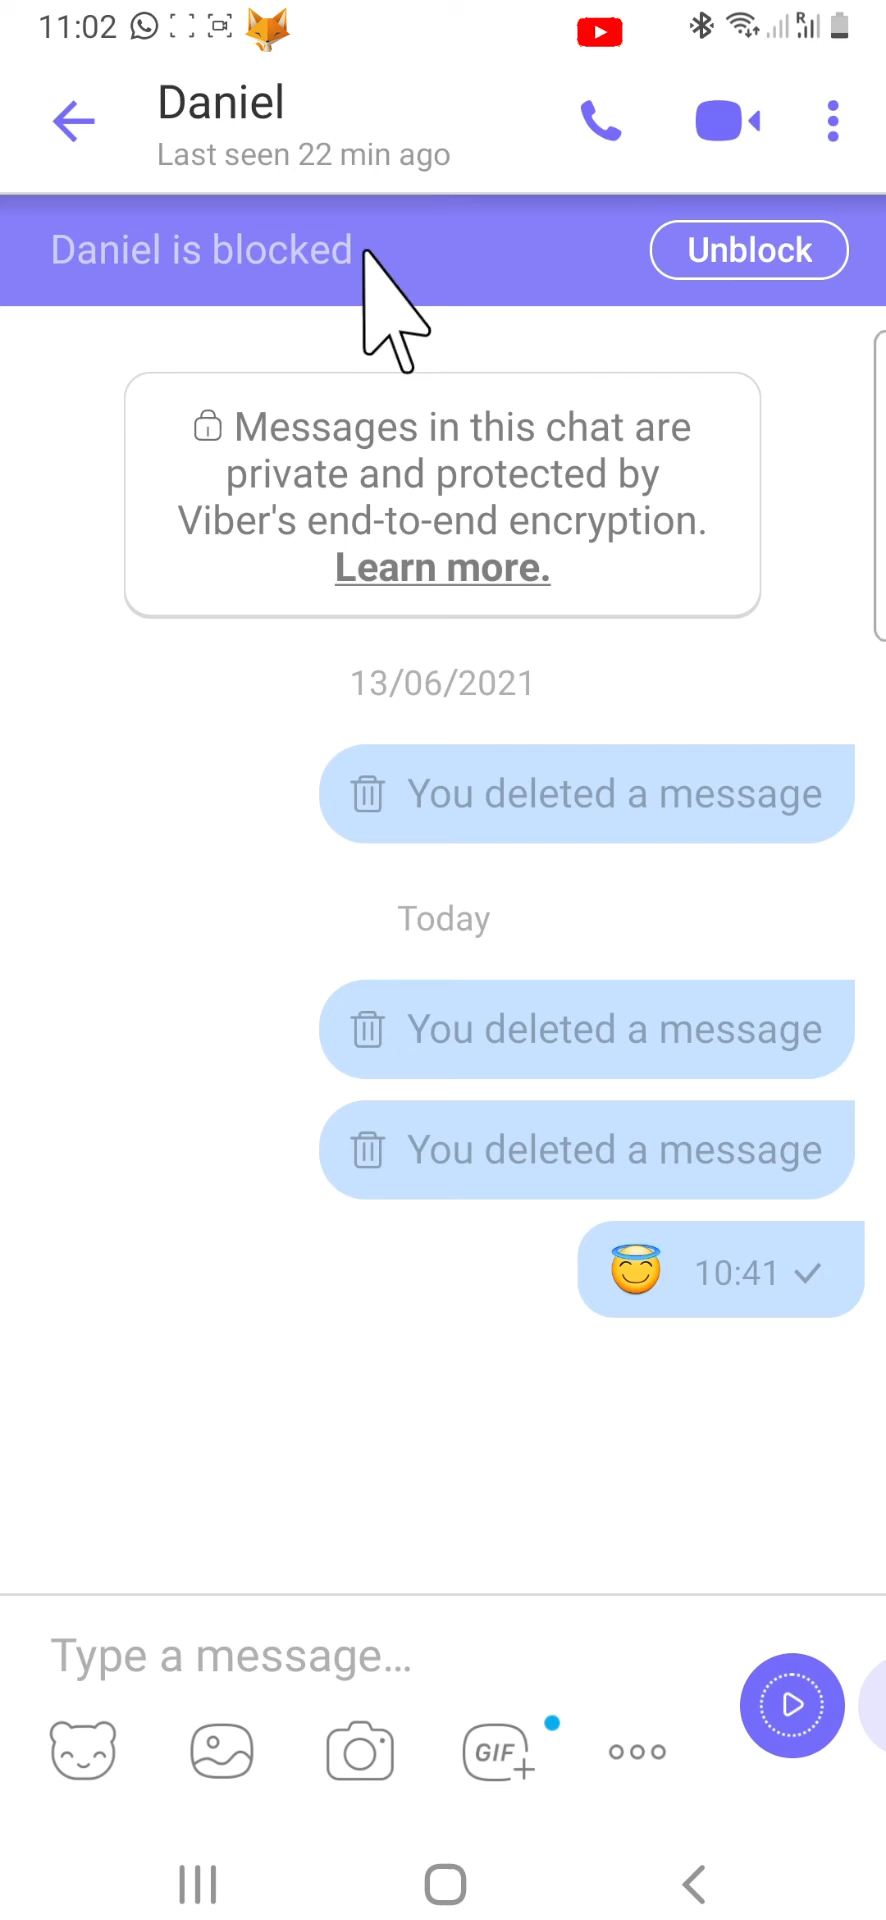 11:02
Daniel
Last seen 22 min ago
Daniel is blocked
Unblock
Messages in this chat are
private and protected by
Viber's end-to-end encryption.
Learn more.
13/06/2021
You deleted a message
Today
You deleted a message
You deleted a message
10:41
Type a message...
GIF